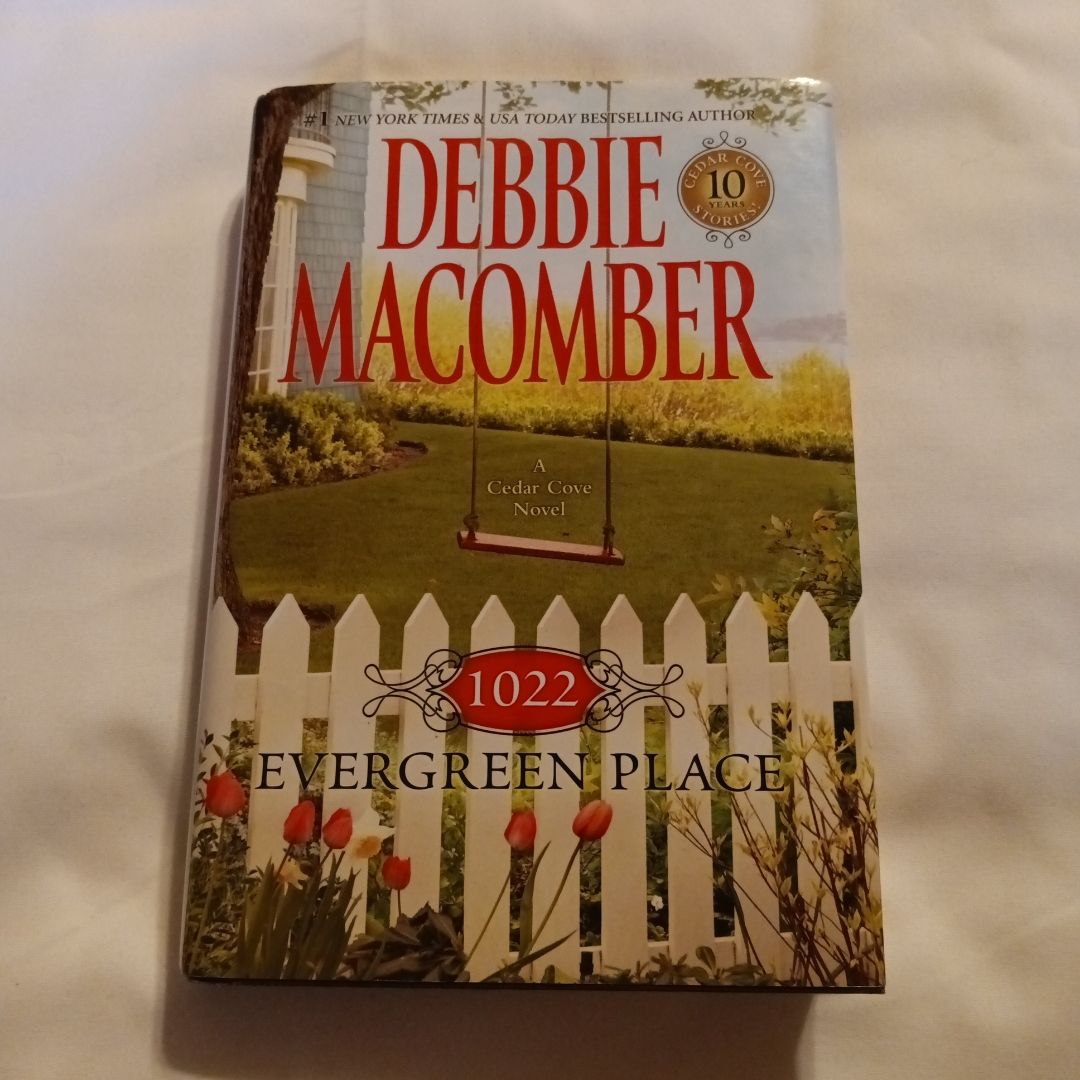 #1 NEW YORK TIMES & USA TODAY BESTSELLING AUTHOR
DEBBIE
MACOMBER
CEDAR COVE
10
YEARS
STORIES!
A
Cedar Cove
Novel
1022
EVERGREEN PLACE